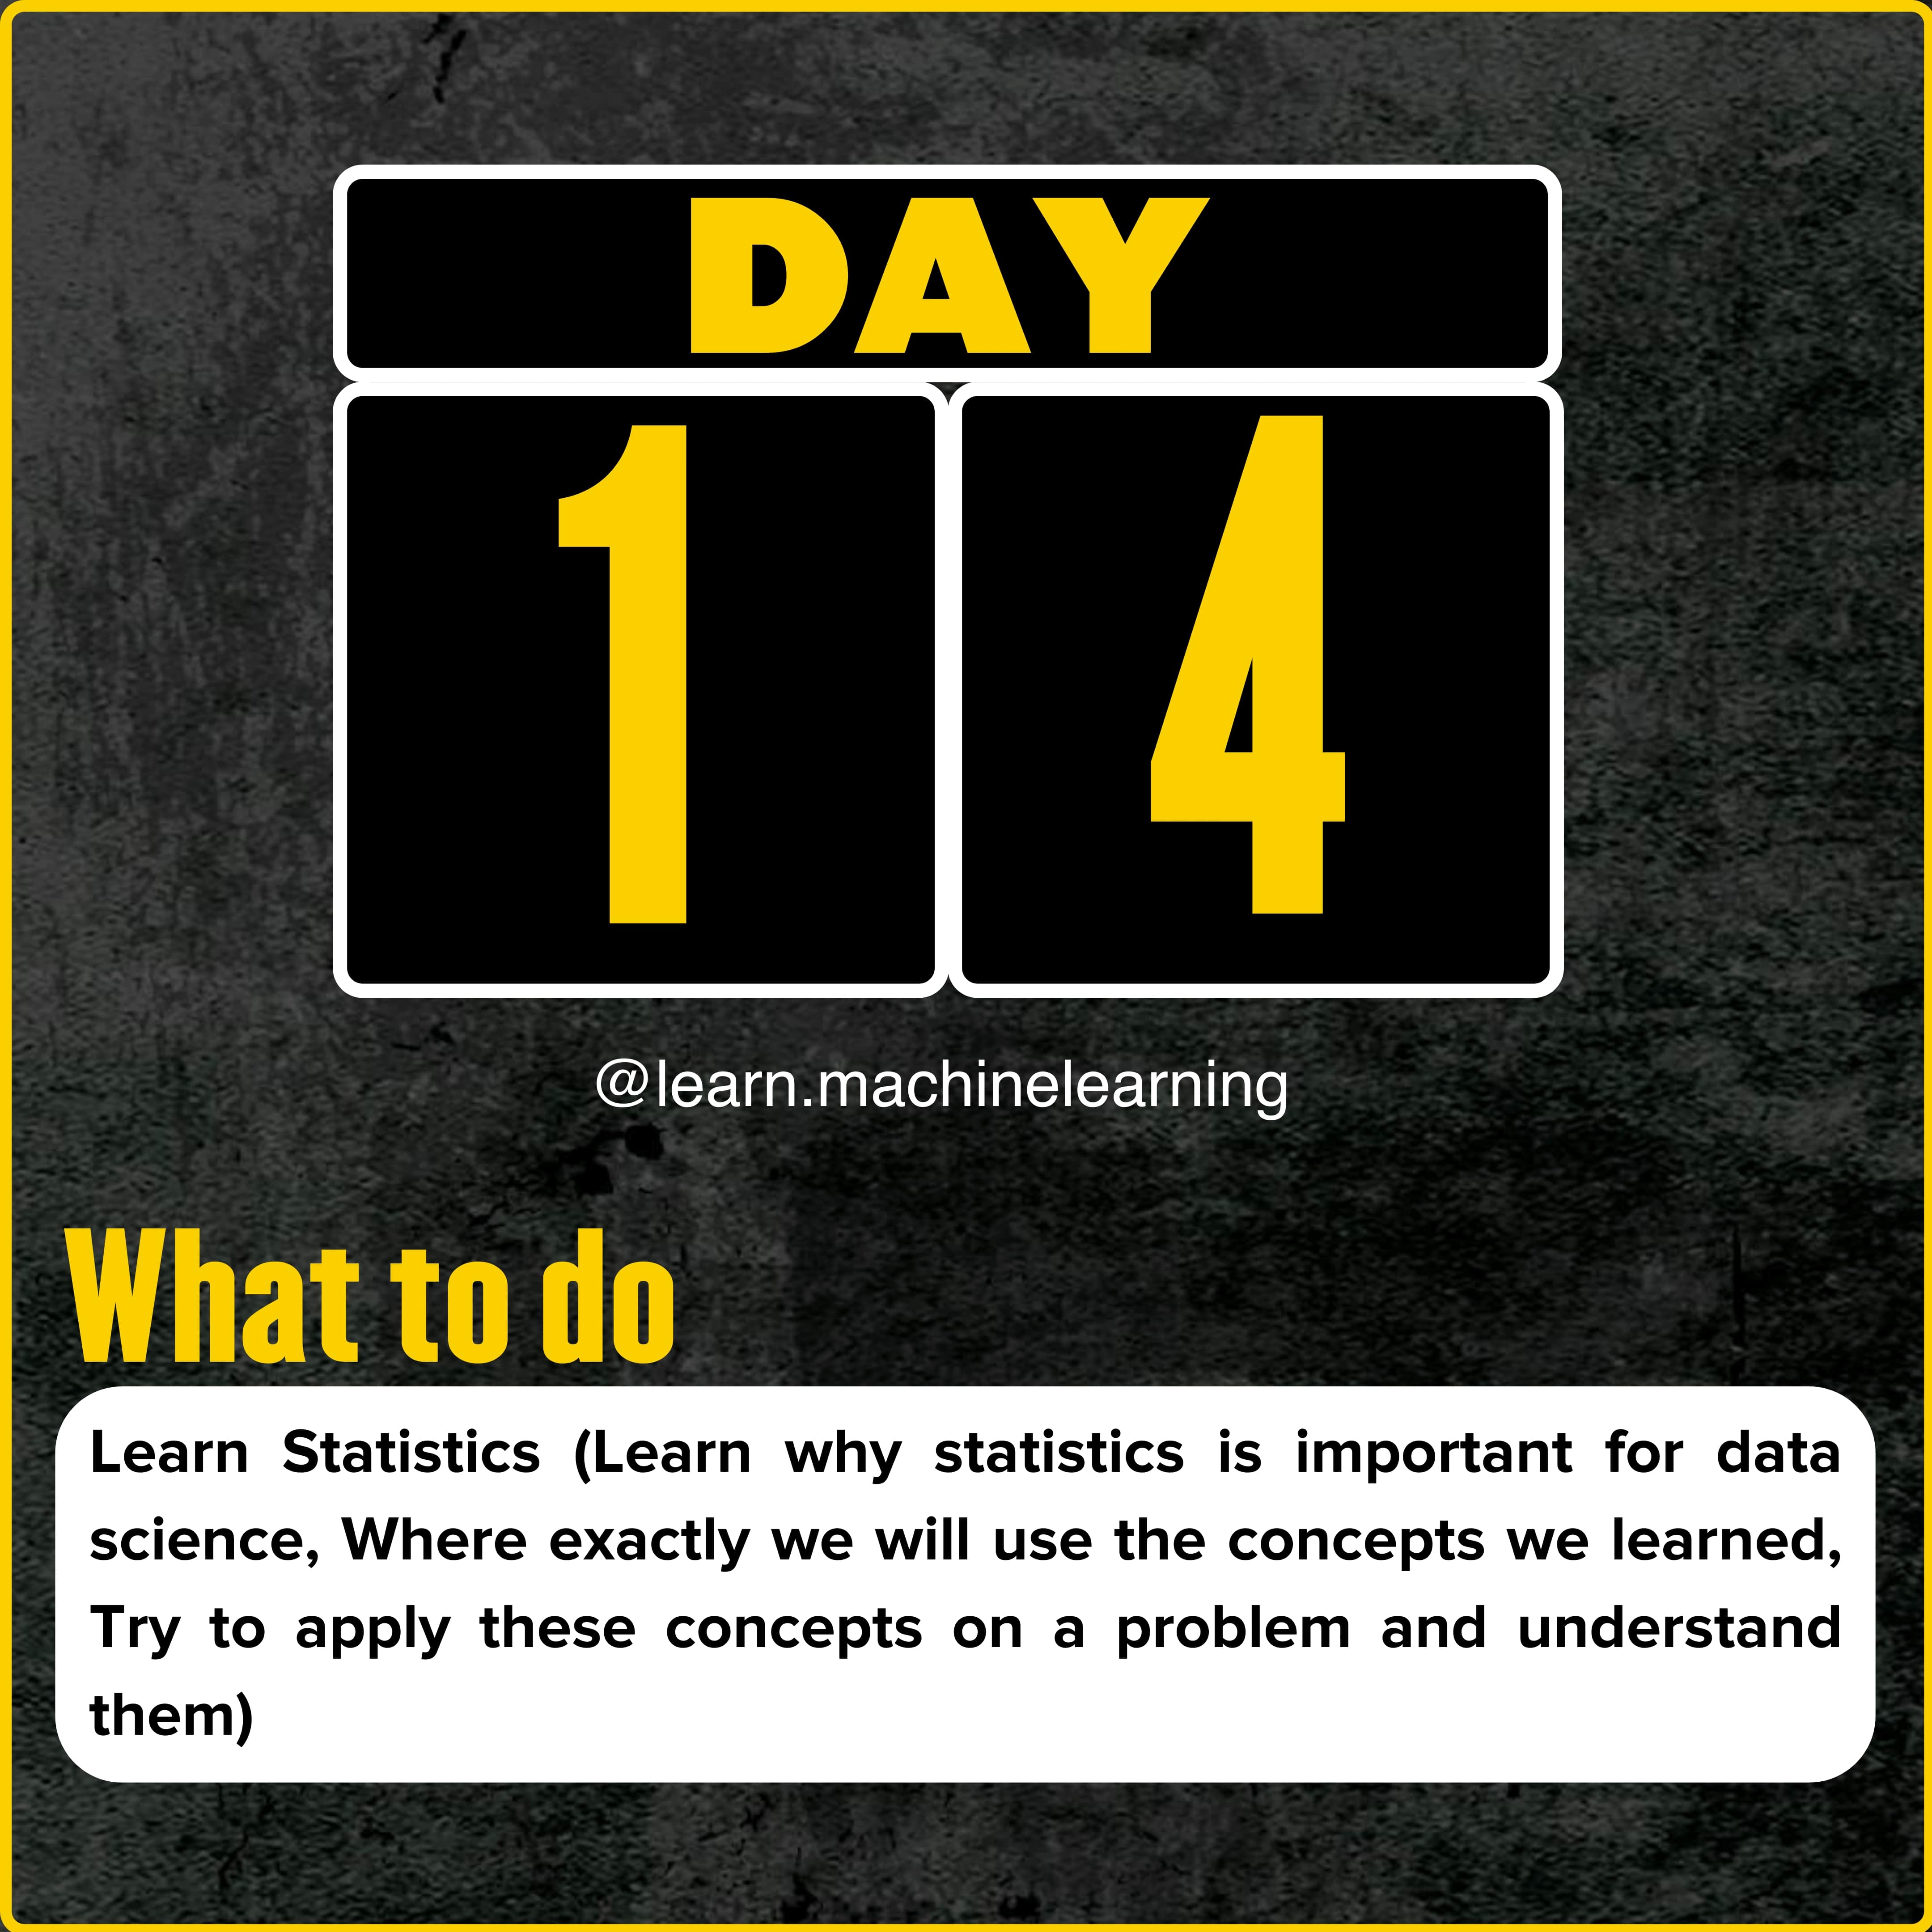 DAY
1 4
@learn.machinelearning
What to do
Learn Statistics (Learn why statistics is important for data
science, Where exactly we will use the concepts we learned,
Try to apply these concepts on a problem and understand
them)